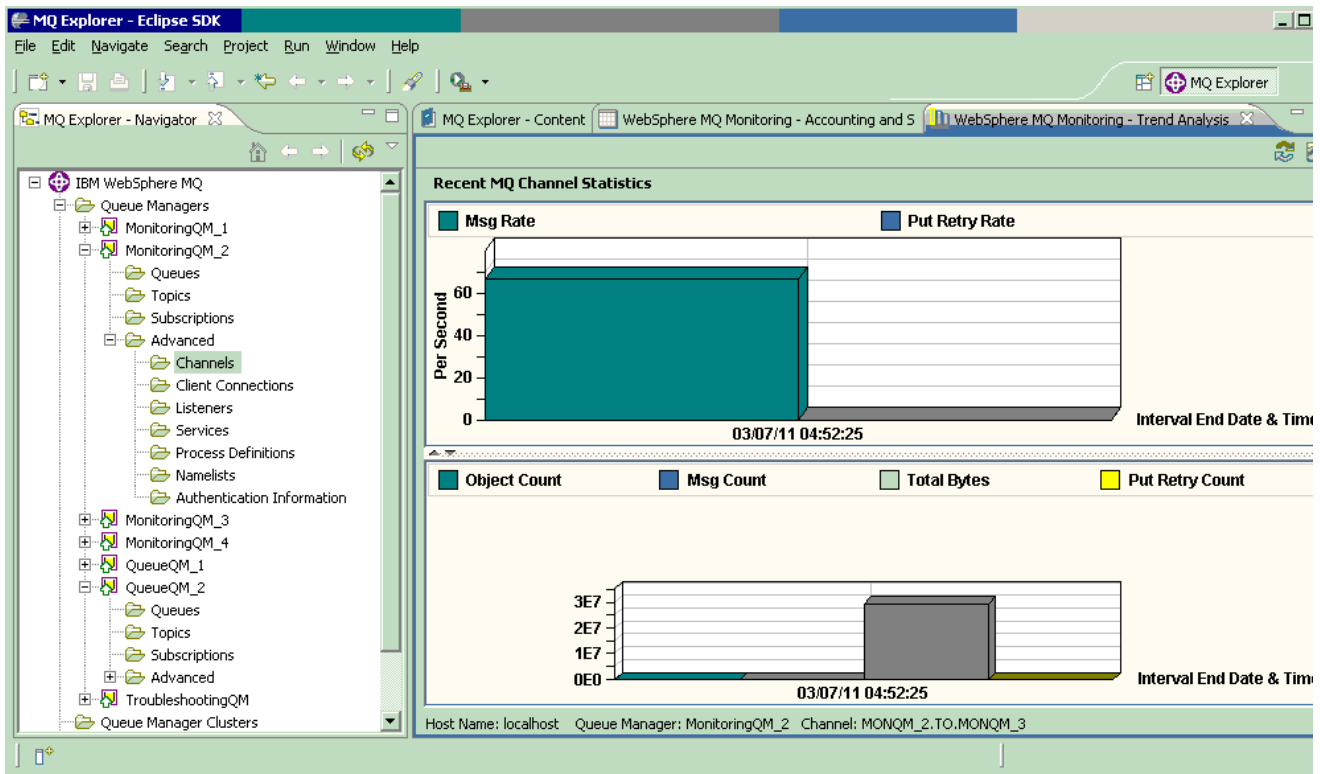 MQ Explorer - Eclipse SDK
File Edit Navigate Search Project Run Window Help
MQ Explorer
MQ Explorer - Navigator
IBM WebSphere MQ
Queue Managers
MonitoringQM_1
MonitoringQM_2
Queues
Topics
Subscriptions
Advanced
Channels
Client Connections
Listeners
Services
Process Definitions
Namelists
Authentication Information
MonitoringQM_3
MonitoringQM_4
QueueQM_1
QueueQM_2
Queues
Topics
Subscriptions
Advanced
TroubleshootingQM
Queue Manager Clusters
MQ Explorer - Content WebSphere MQ Monitoring - Accounting and S WebSphere MQ Monitoring - Trend Analysis
Recent MQ Channel Statistics
Msg Rate Put Retry Rate
Per Second
60
40
20
0
03/07/11 04:52:25
Interval End Date & Time
Object Count Msg Count Total Bytes Put Retry Count
3E7
2E7
1E7
0E0
03/07/11 04:52:25
Interval End Date & Time
Host Name: localhost Queue Manager: MonitoringQM_2 Channel: MONQM_2.TO.MONQM_3